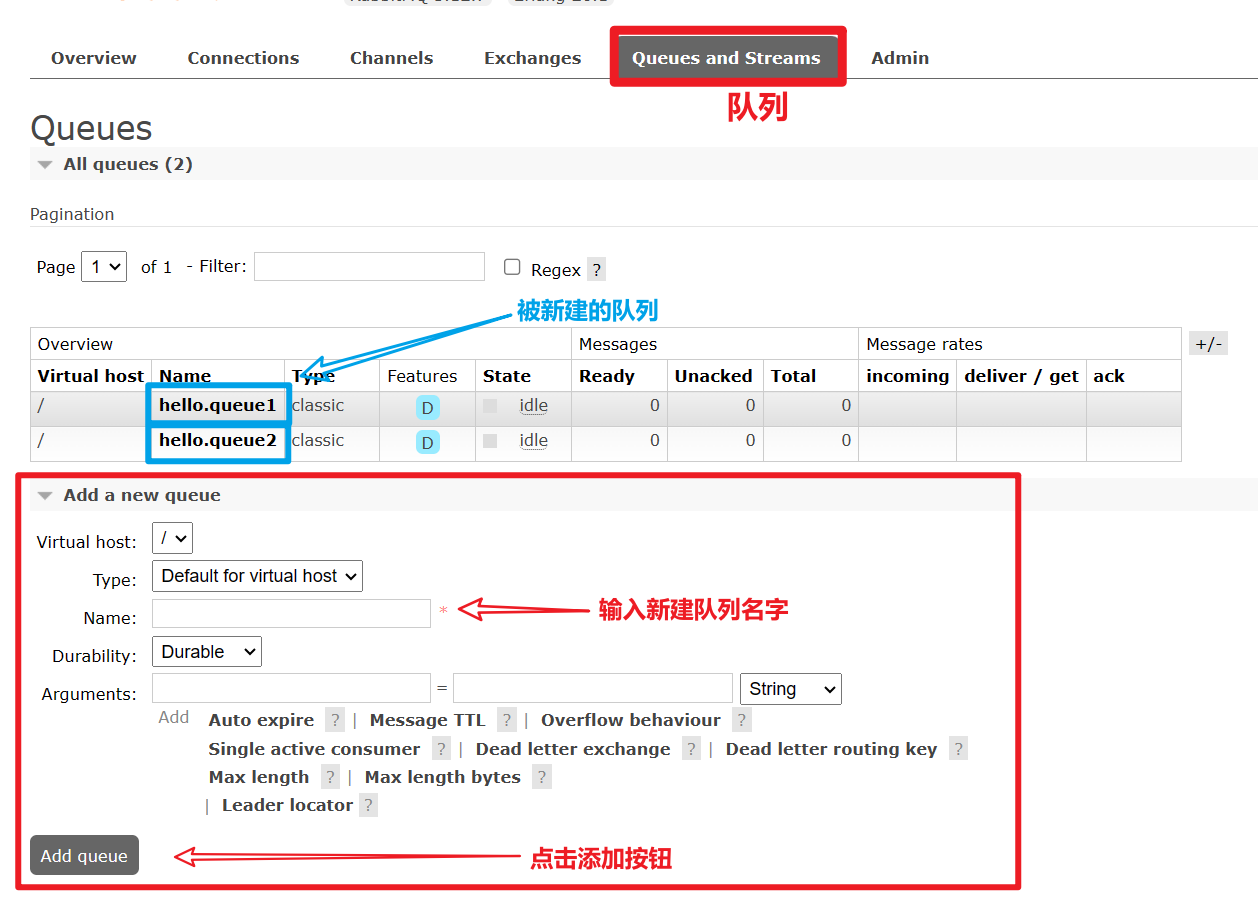 Overview Connections Channels Exchanges Queues and Streams Admin
队列
Queues
All queues (2)
Pagination
Page 1 of 1 - Filter: Regex ?
被新建的队列
Overview Messages Message rates +/-
Virtual host Name Type Features State Ready Unacked Total incoming deliver / get ack
/ hello.queue1 classic D idle 0 0 0
/ hello.queue2 classic D idle 0 0 0
Add a new queue
Virtual host: /
Type: Default for virtual host
Name: * 输入新建队列名字
Durability: Durable
Arguments: = String
Add Auto expire ? | Message TTL ? | Overflow behaviour ?
Single active consumer ? | Dead letter exchange ? | Dead letter routing key ?
Max length ? | Max length bytes ?
| Leader locator ?
Add queue 点击添加按钮